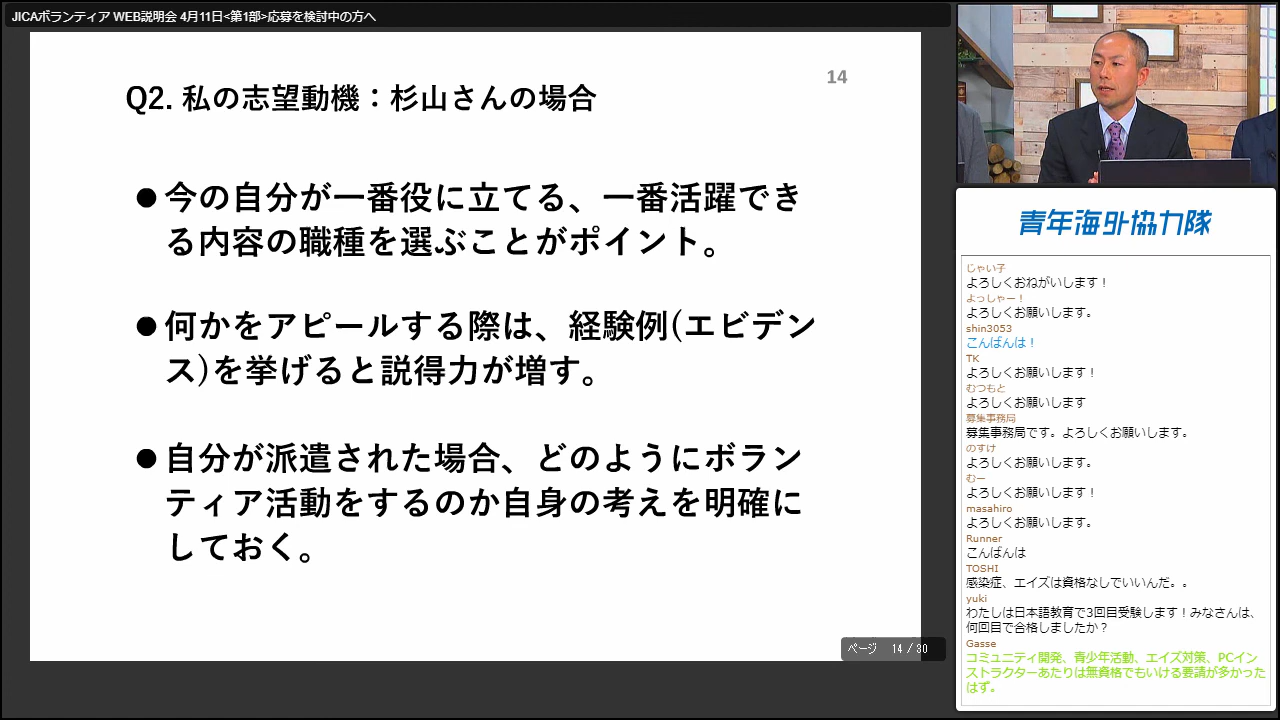 JICAボランティア WEB説明会 4月11日<第1部>応募を検討中の方へ
14
Q2. 私の志望動機：杉山さんの場合
●今の自分が一番役に立てる、一番活躍でき
る内容の職種を選ぶことがポイント。
●何かをアピールする際は、経験例(エビデン
ス)を挙げると説得力が増す。
●自分が派遣された場合、どのようにボラン
ティア活動をするのか自身の考えを明確に
しておく。
ページ 14 / 30
青年海外協力隊
じゃい子
よろしくおねがいします！
よっしゃー！
よろしくお願いします。
shin3053
こんばんは！
TK
よろしくお願いします！
むつもと
よろしくお願いします
募集事務局
募集事務局です。よろしくお願いします。
のすけ
よろしくお願いします。
むー
よろしくお願いします！
masahiro
よろしくお願いします。
Runner
こんばんは
TOSHI
感染症、エイズは資格なしでいいんだ。。
yuki
わたしは日本語教育で3回目受験します！みなさんは、
何回目で合格しましたか？
Gasse
コミュニティ開発、青少年活動、エイズ対策、PCイン
ストラクターあたりは無資格でもいける要請が多かった
はず。